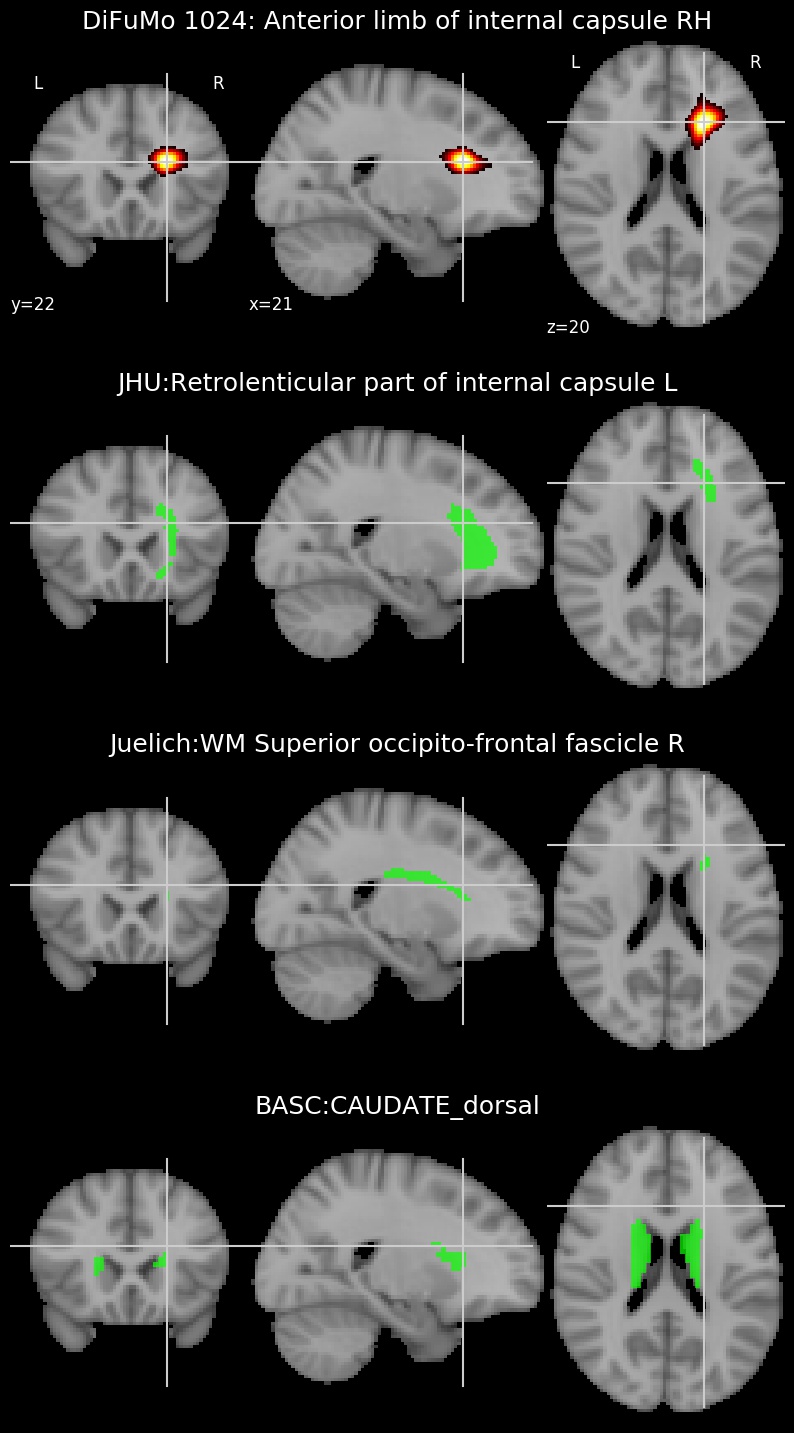 DiFuMo 1024: Anterior limb of internal capsule RH
L R L R
y=22 x=21 z=20
JHU:Retrolenticular part of internal capsule L
Juelich:WM Superior occipito-frontal fascicle R
BASC:CAUDATE_dorsal